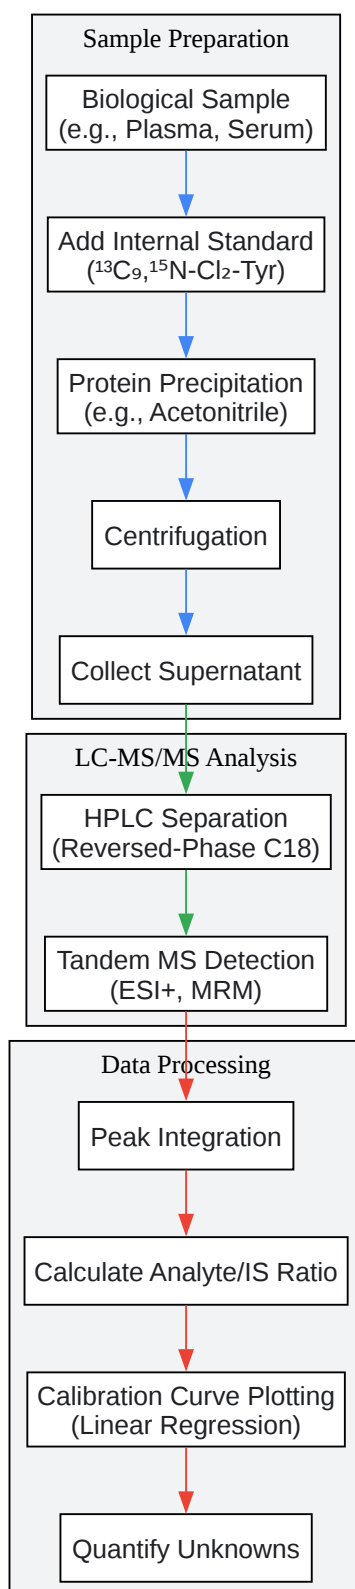 Sample Preparation
Biological Sample
(e.g., Plasma, Serum)
Add Internal Standard
(¹³C₉,¹⁵N-Cl₂-Tyr)
Protein Precipitation
(e.g., Acetonitrile)
Centrifugation
Collect Supernatant
LC-MS/MS Analysis
HPLC Separation
(Reversed-Phase C18)
Tandem MS Detection
(ESI+, MRM)
Data Processing
Peak Integration
Calculate Analyte/IS Ratio
Calibration Curve Plotting
(Linear Regression)
Quantify Unknowns